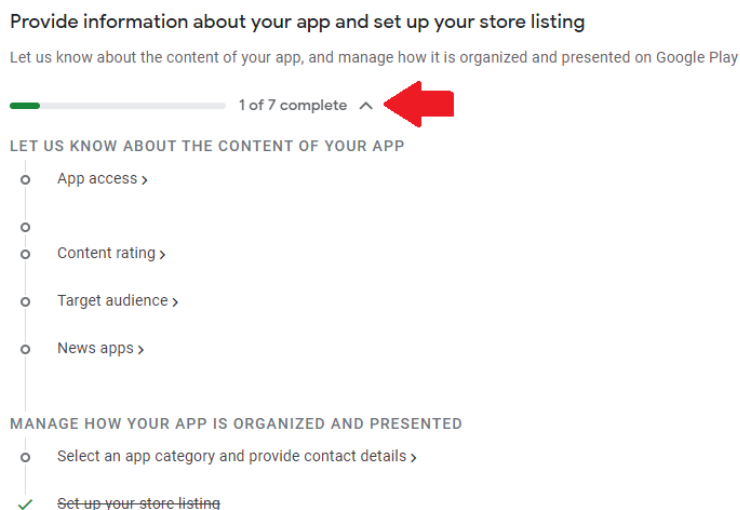 Provide information about your app and set up your store listing
Let us know about the content of your app, and manage how it is organized and presented on Google Play
1 of 7 complete
LET US KNOW ABOUT THE CONTENT OF YOUR APP
App access >
Content rating >
Target audience >
News apps >
MANAGE HOW YOUR APP IS ORGANIZED AND PRESENTED
Select an app category and provide contact details >
Set up your store listing